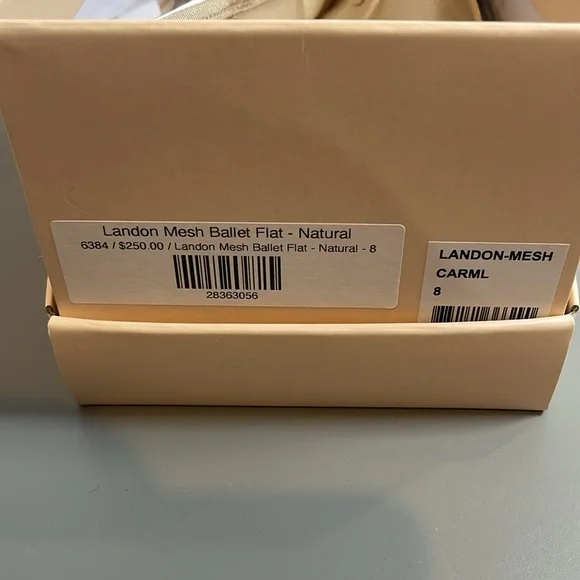 Landon Mesh Ballet Flat - Natural
6384 / $250.00 / Landon Mesh Ballet Flat - Natural - 8
28363056
LANDON-MESH
CARML
8